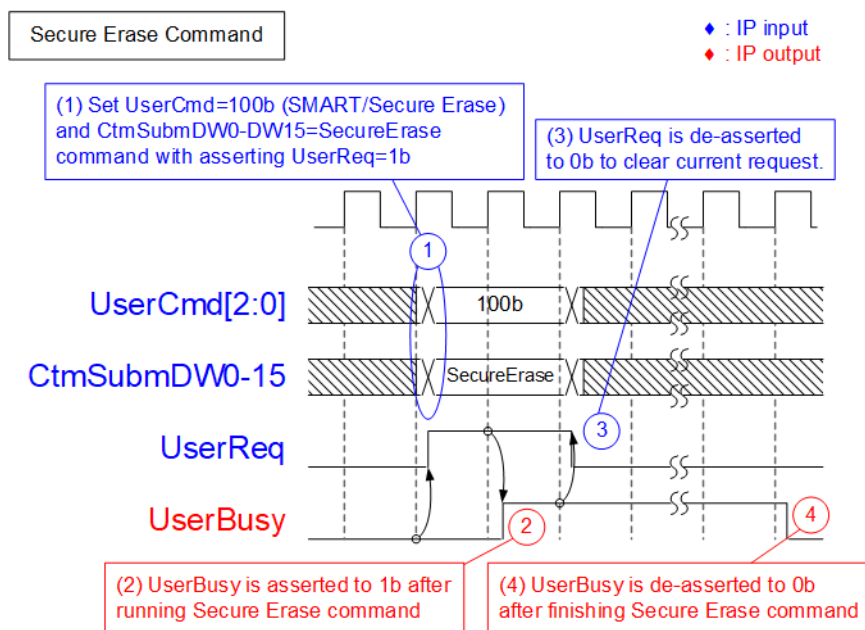 Secure Erase Command
♦ : IP input
♦ : IP output
(1) Set UserCmd=100b (SMART/Secure Erase)
and CtmSubmDW0-DW15=SecureErase
command with asserting UserReq=1b
(3) UserReq is de-asserted
to 0b to clear current request.
1
UserCmd[2:0]
100b
CtmSubmDW0-15
SecureErase
UserReq
3
UserBusy
2
4
(2) UserBusy is asserted to 1b after
running Secure Erase command
(4) UserBusy is de-asserted to 0b
after finishing Secure Erase command